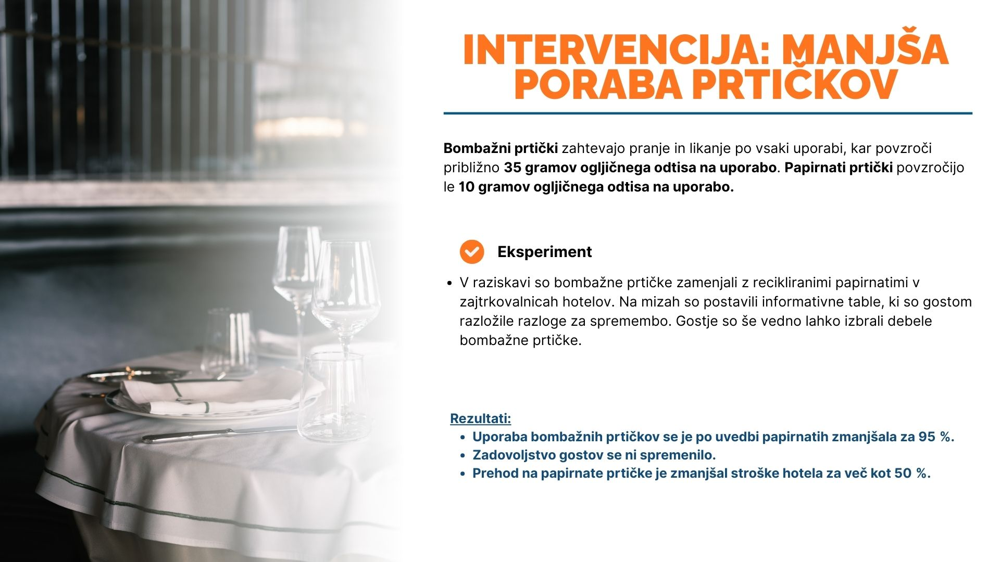 INTERVENCIJA: MANJŠA
PORABA PRTIČKOV
Bombažni prtički zahtevajo pranje in likanje po vsaki uporabi, kar povzroči
približno 35 gramov ogljičnega odtisa na uporabo. Papirnati prtički povzročijo
le 10 gramov ogljičnega odtisa na uporabo.
Eksperiment
• V raziskavi so bombažne prtičke zamenjali z recikliranimi papirnatimi v
zajtrkovalnicah hotelov. Na mizah so postavili informativne table, ki so gostom
razložile razloge za spremembo. Gostje so še vedno lahko izbrali debele
bombažne prtičke.
Rezultati:
• Uporaba bombažnih prtičkov se je po uvedbi papirnatih zmanjšala za 95 %.
• Zadovoljstvo gostov se ni spremenilo.
• Prehod na papirnate prtičke je zmanjšal stroške hotela za več kot 50 %.